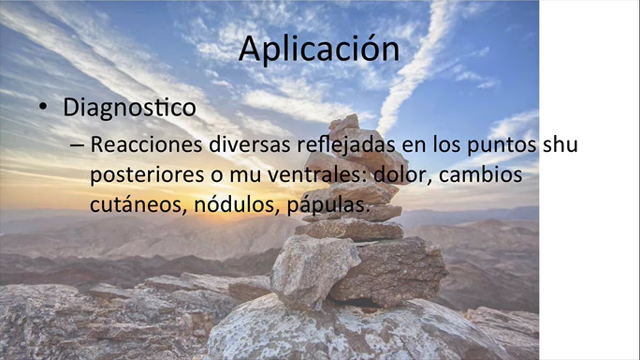 Aplicación
• Diagnostico
– Reacciones diversas reflejadas en los puntos shu
posteriores o mu ventrales: dolor, cambios
cutáneos, nódulos, pápulas.